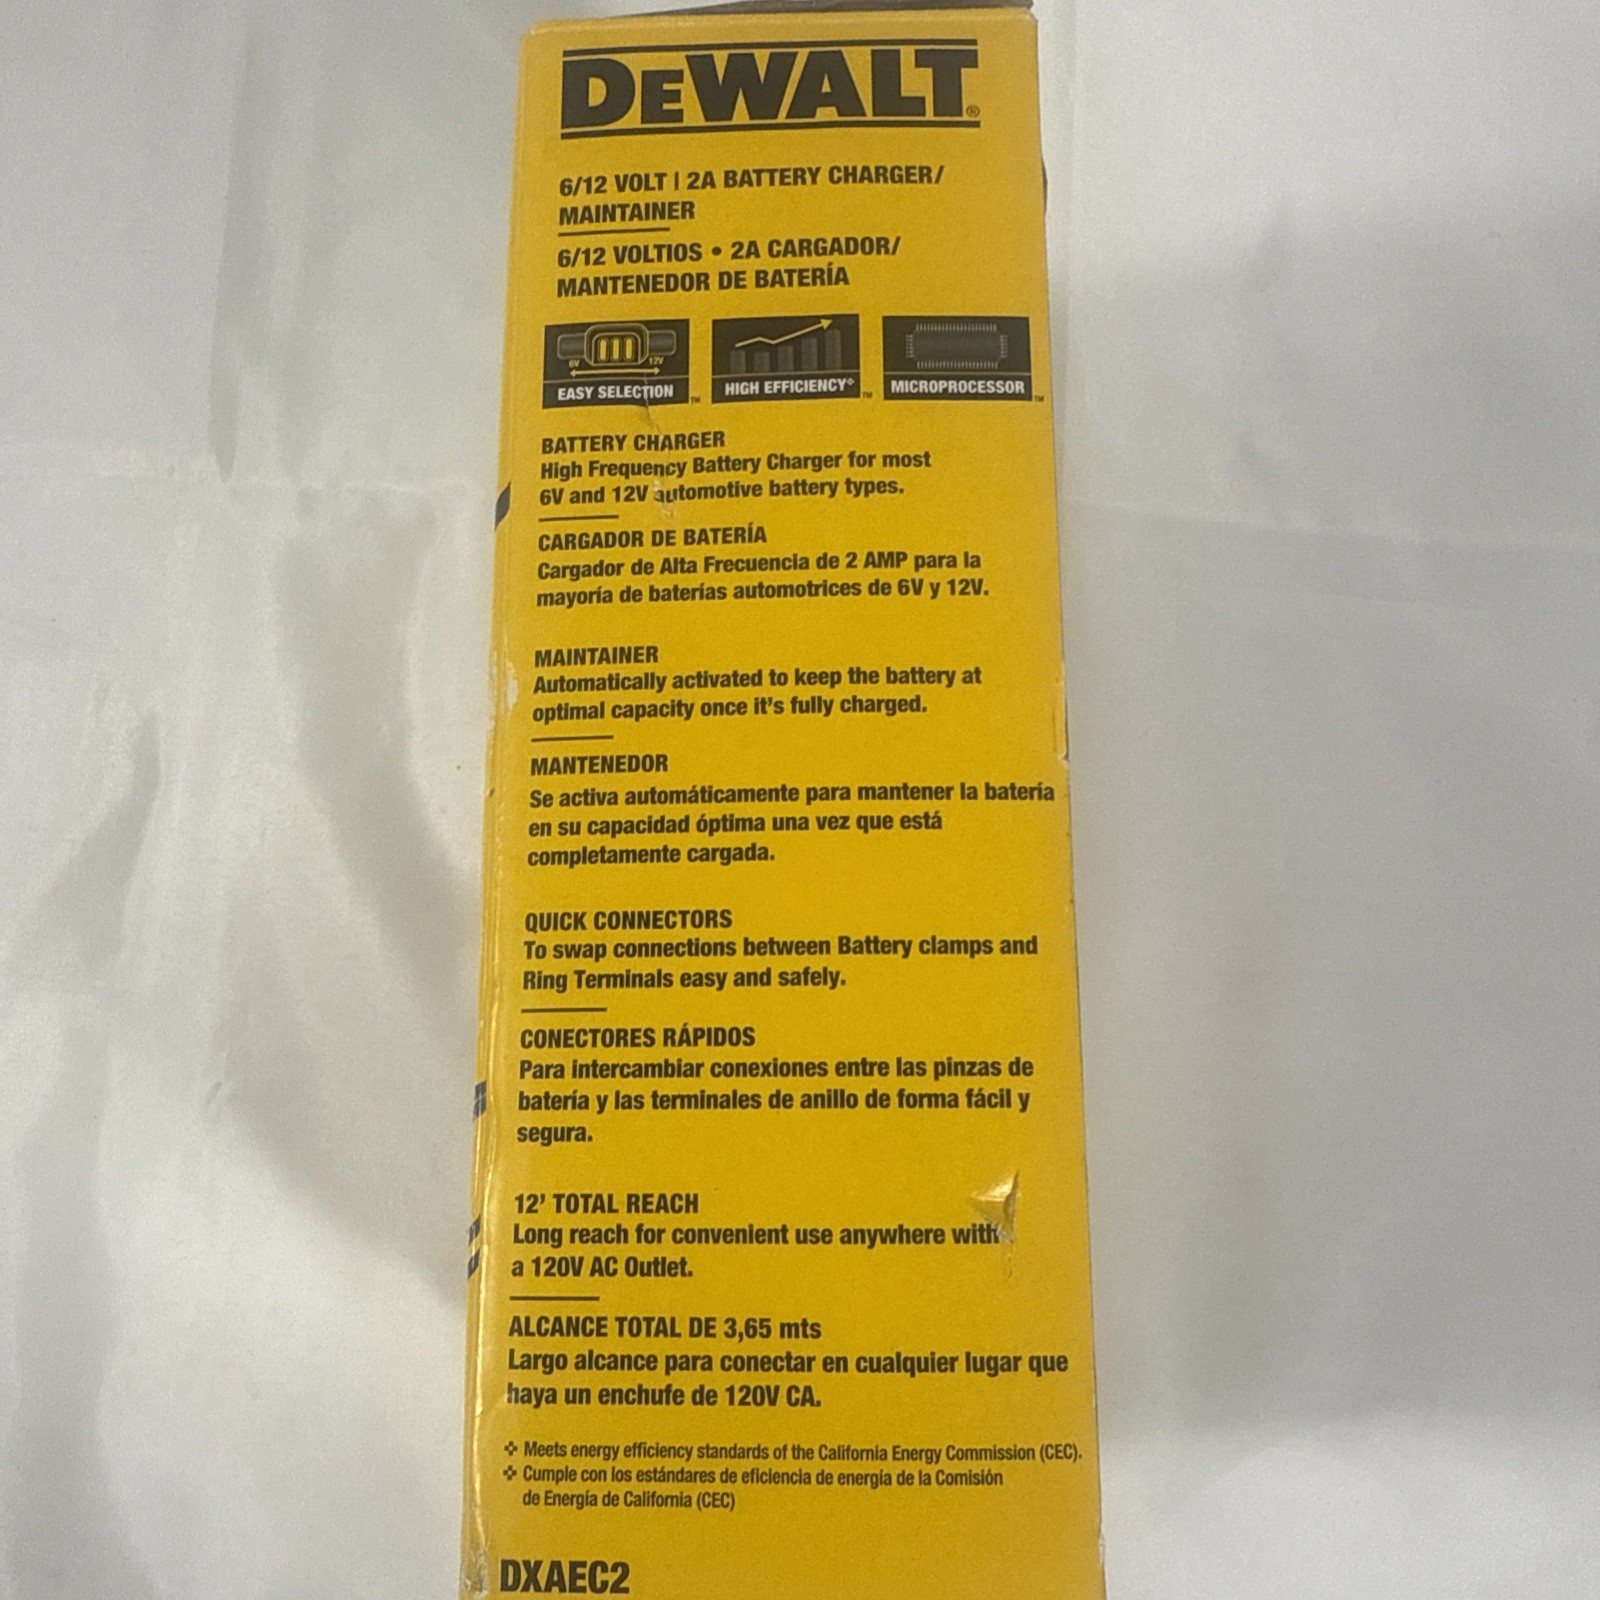 DEWALT®
6/12 VOLT | 2A BATTERY CHARGER/
MAINTAINER
6/12 VOLTIOS • 2A CARGADOR/
MANTENEDOR DE BATERÍA
6V 12V
EASY SELECTION ™
HIGH EFFICIENCY❖ ™
MICROPROCESSOR ™
BATTERY CHARGER
High Frequency Battery Charger for most
6V and 12V automotive battery types.
CARGADOR DE BATERÍA
Cargador de Alta Frecuencia de 2 AMP para la
mayoría de baterías automotrices de 6V y 12V.
MAINTAINER
Automatically activated to keep the battery at
optimal capacity once it's fully charged.
MANTENEDOR
Se activa automáticamente para mantener la batería
en su capacidad óptima una vez que está
completamente cargada.
QUICK CONNECTORS
To swap connections between Battery clamps and
Ring Terminals easy and safely.
CONECTORES RÁPIDOS
Para intercambiar conexiones entre las pinzas de
batería y las terminales de anillo de forma fácil y
segura.
12’ TOTAL REACH
Long reach for convenient use anywhere with
a 120V AC Outlet.
ALCANCE TOTAL DE 3,65 mts
Largo alcance para conectar en cualquier lugar que
haya un enchufe de 120V CA.
❖ Meets energy efficiency standards of the California Energy Commission (CEC).
❖ Cumple con los estándares de eficiencia de energía de la Comisión
de Energía de California (CEC)
DXAEC2